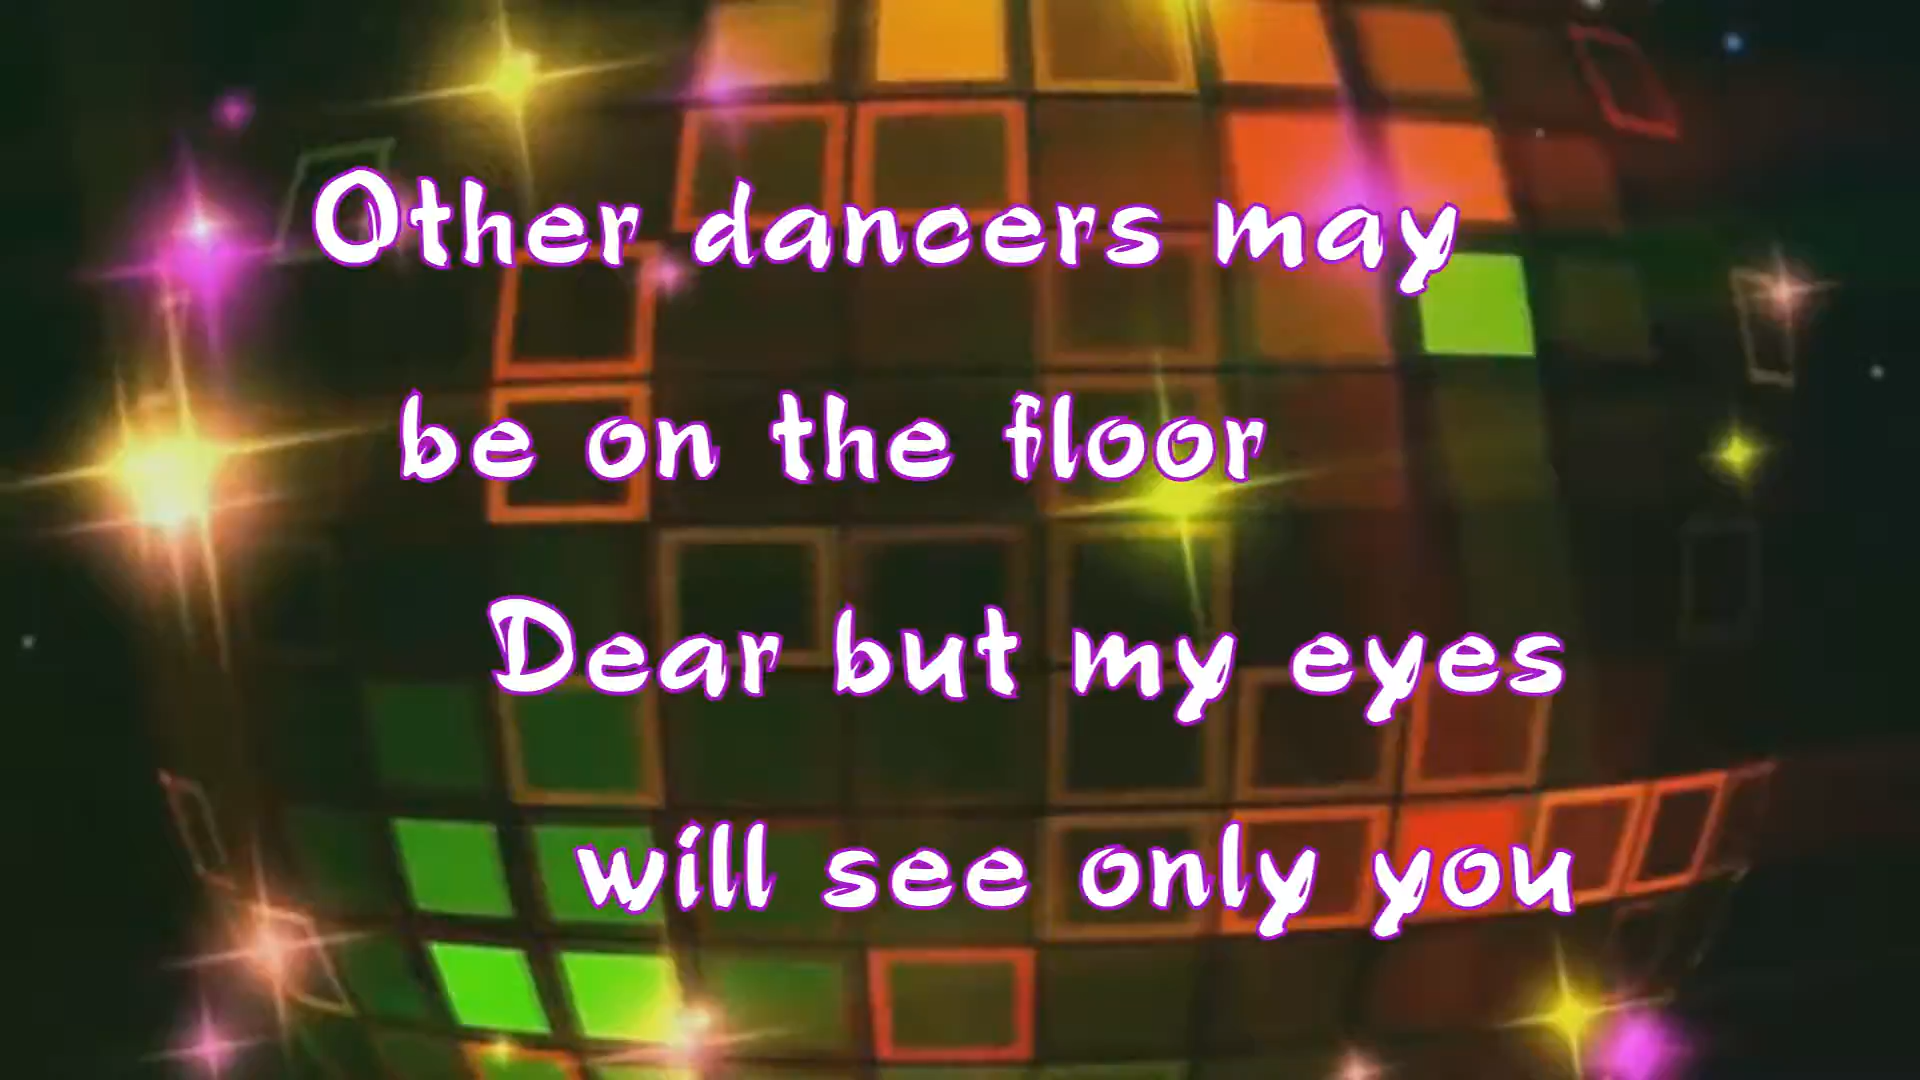 Other dancers may
be on the floor
Dear but my eyes
will see only you